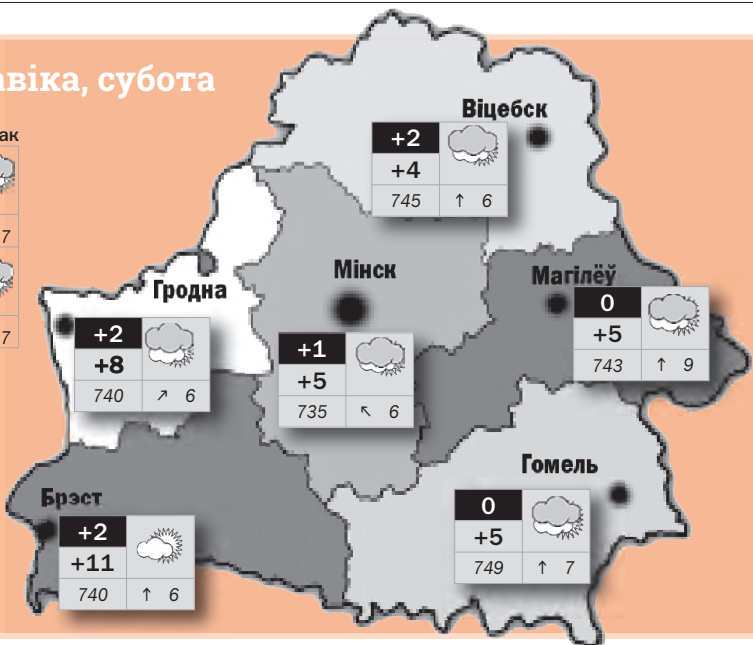 авіка, субота
ак
7
7
Віцебск
+2
+4
745 ↑ 6
Мінск
+1
+5
735 ↖ 6
Магілёў
0
+5
743 ↑ 9
Гродна
+2
+8
740 ↗ 6
Гомель
0
+5
749 ↑ 7
Брэст
+2
+11
740 ↑ 6